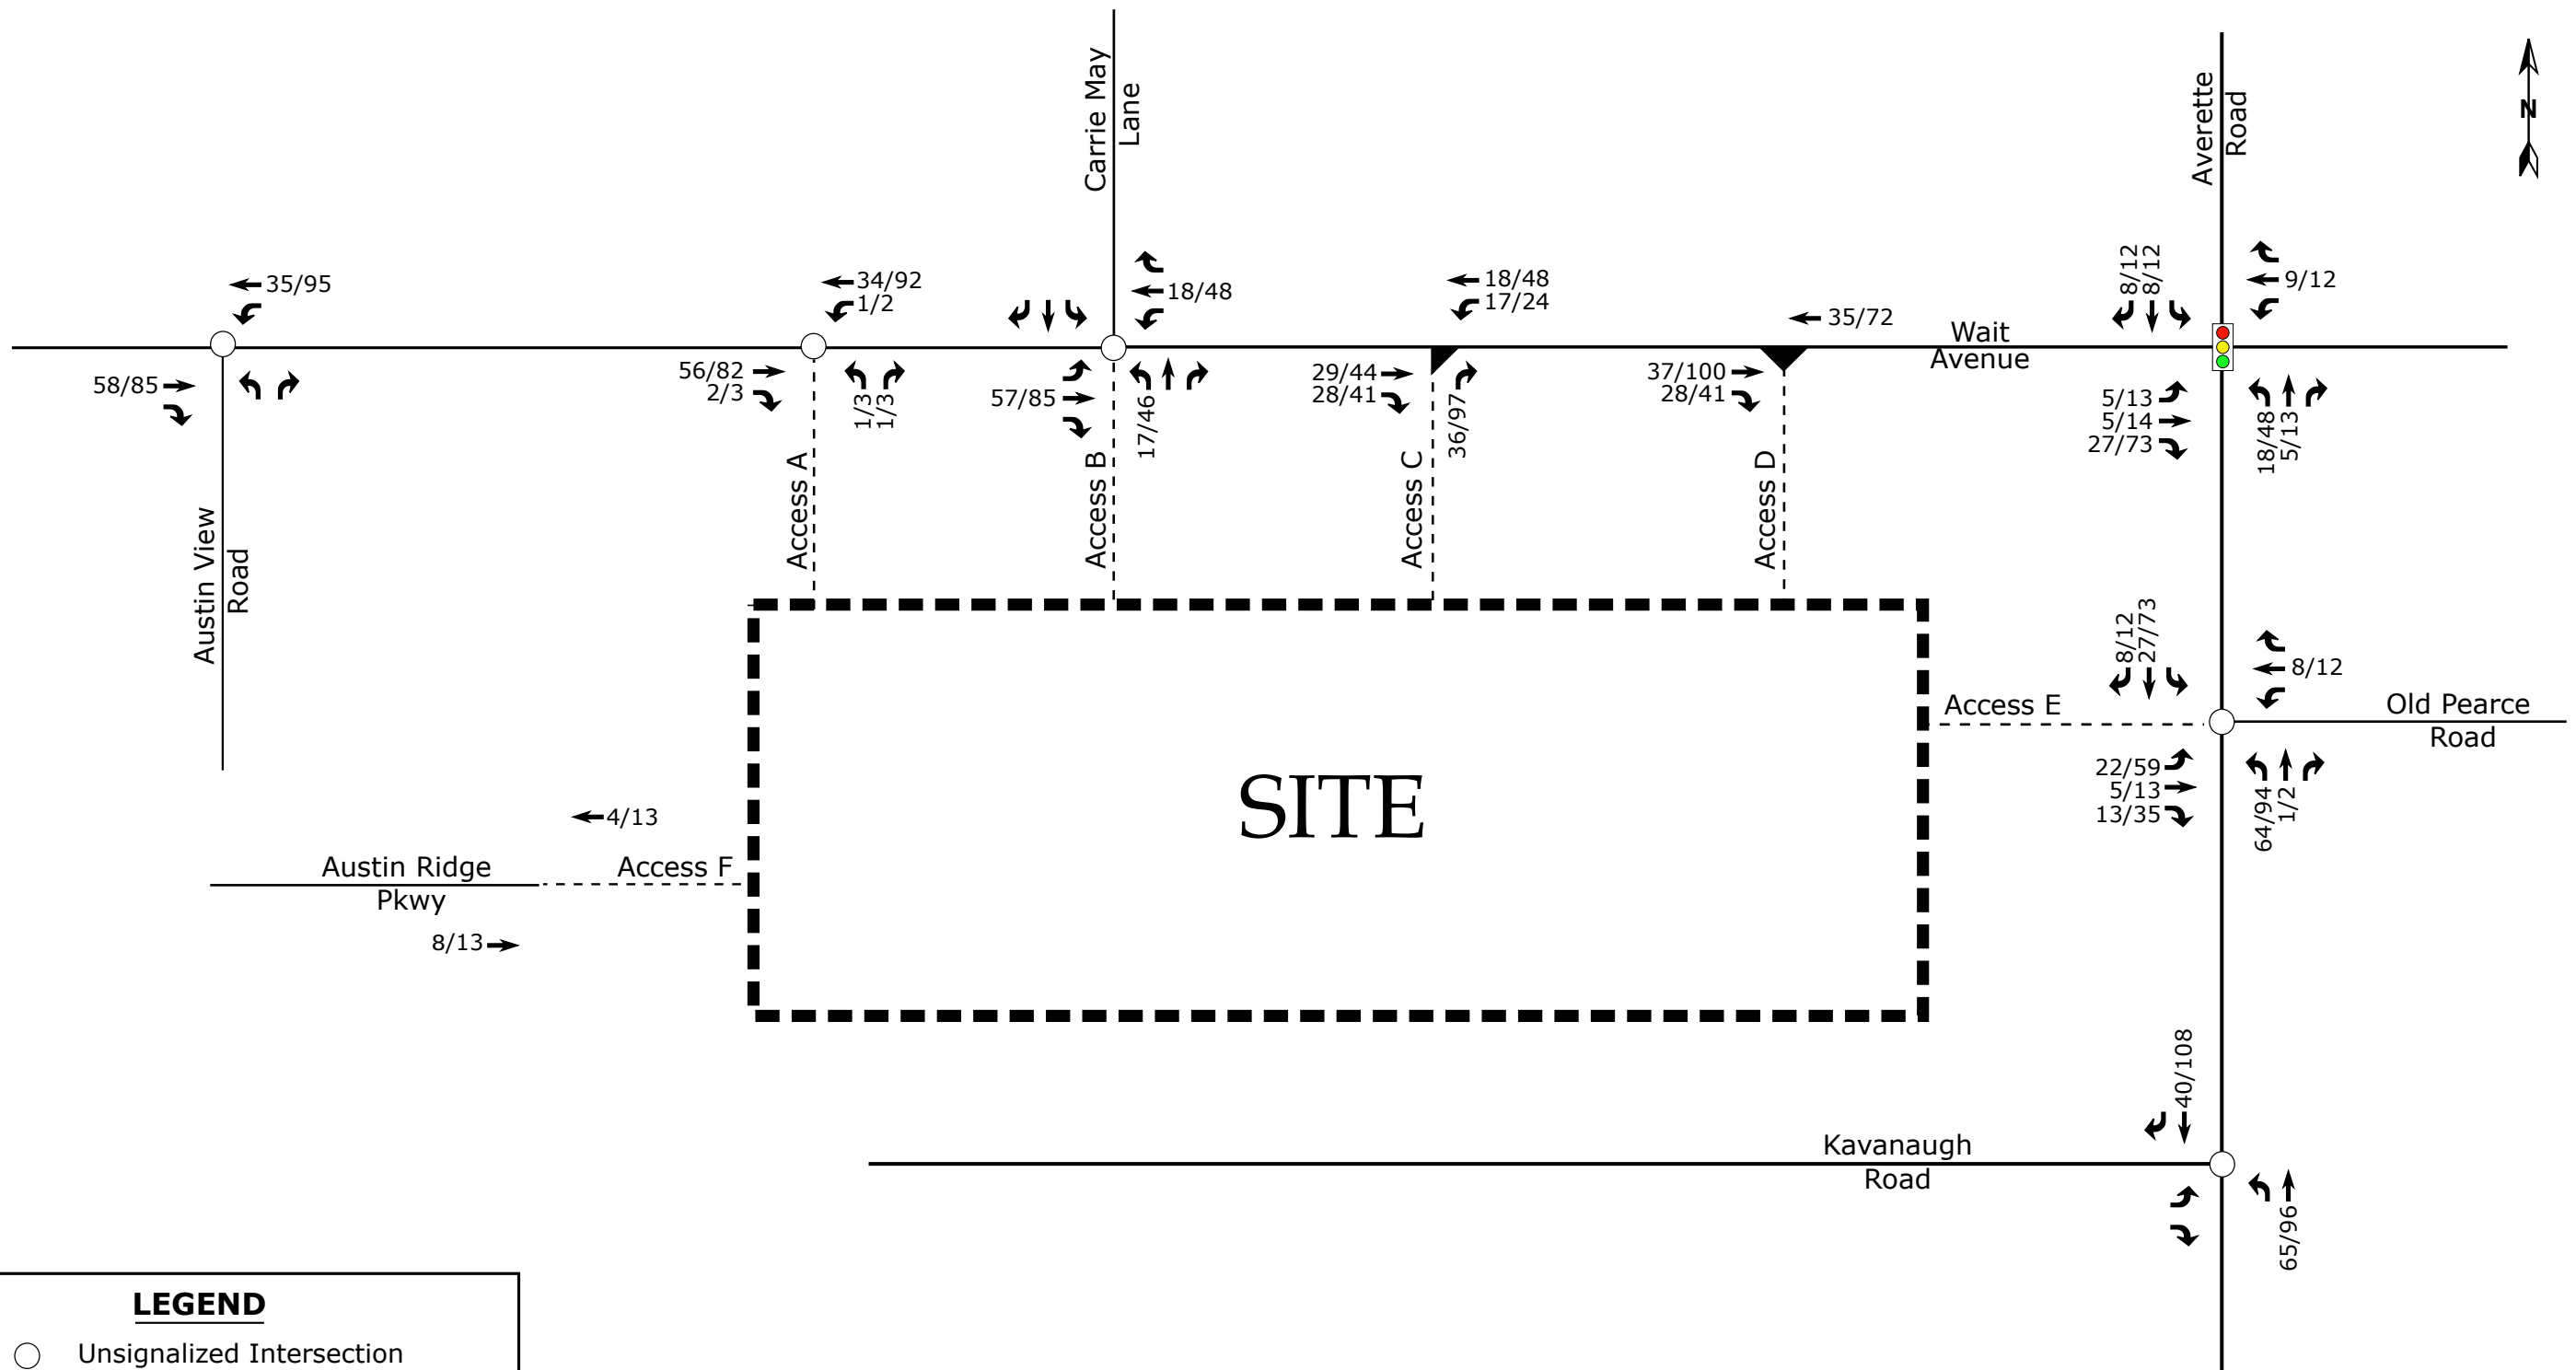 Carrie May
Lane
Averette
Road
N
35/95
34/92
1/2
18/48
18/48
17/24
35/72
8/12
8/12
9/12
Wait
Avenue
58/85
56/82
2/3
1/3
1/3
57/85
17/46
29/44
28/41
36/97
37/100
28/41
5/13
5/14
27/73
18/48
5/13
Austin View
Road
Access A
Access B
Access C
Access D
8/12
27/73
8/12
Access E
Old Pearce
Road
22/59
5/13
13/35
64/94
1/2
SITE
4/13
Austin Ridge
Pkwy
Access F
8/13
40/108
Kavanaugh
Road
65/96
LEGEND
Unsignalized Intersection